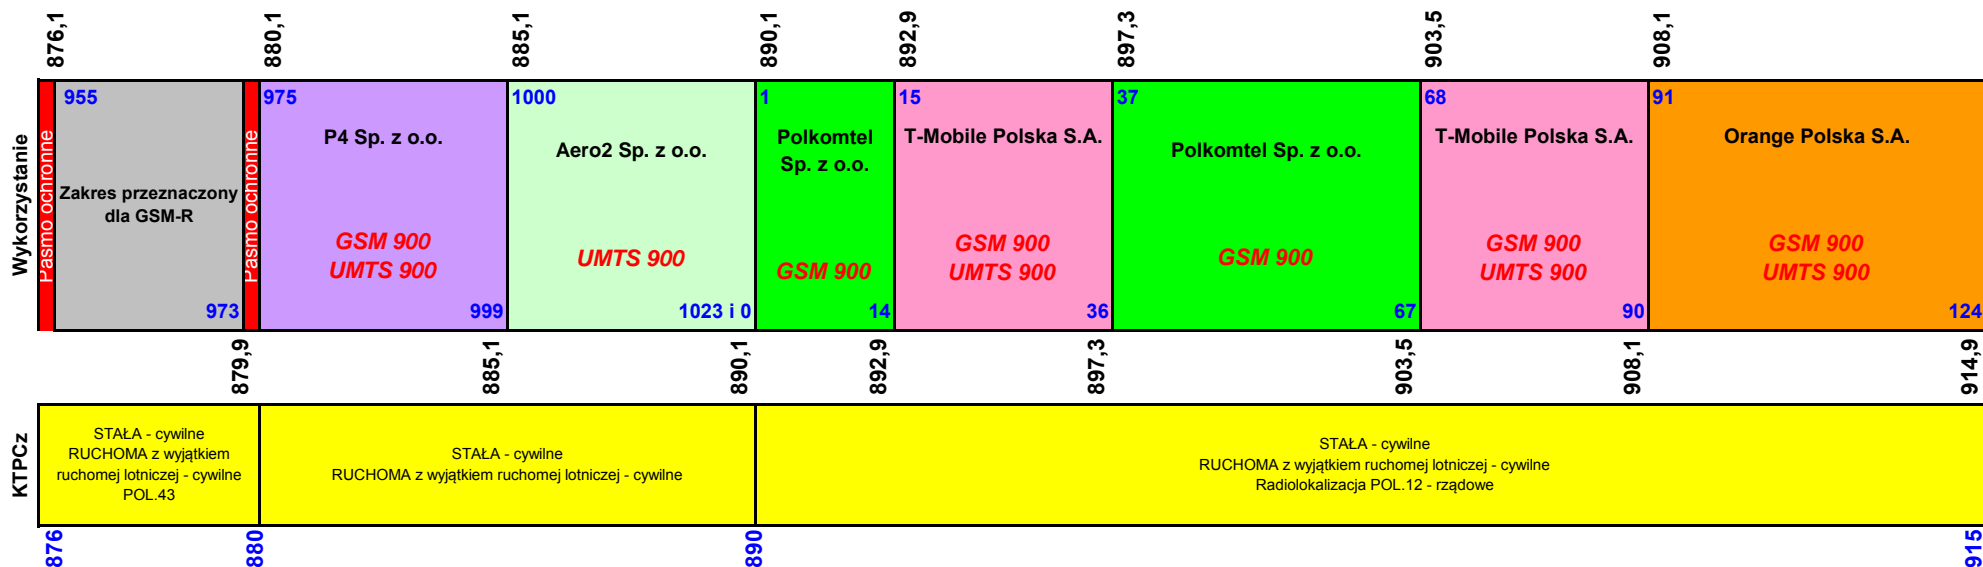 876,1
880,1
885,1
890,1
892,9
897,3
903,5
908,1
Wykorzystanie
Pasmo ochronne
955
Zakres przeznaczony
dla GSM-R
973
Pasmo ochronne
975
P4 Sp. z o.o.
GSM 900
UMTS 900
999
1000
Aero2 Sp. z o.o.
UMTS 900
1023 i 0
1
Polkomtel
Sp. z o.o.
GSM 900
14
15
T-Mobile Polska S.A.
GSM 900
UMTS 900
36
37
Polkomtel Sp. z o.o.
GSM 900
67
68
T-Mobile Polska S.A.
GSM 900
UMTS 900
90
91
Orange Polska S.A.
GSM 900
UMTS 900
124
879,9
885,1
890,1
892,9
897,3
903,5
908,1
914,9
KTPCz
STAŁA - cywilne
RUCHOMA z wyjątkiem
ruchomej lotniczej - cywilne
POL.43
STAŁA - cywilne
RUCHOMA z wyjątkiem ruchomej lotniczej - cywilne
STAŁA - cywilne
RUCHOMA z wyjątkiem ruchomej lotniczej - cywilne
Radiolokalizacja POL.12 - rządowe
876
880
890
915